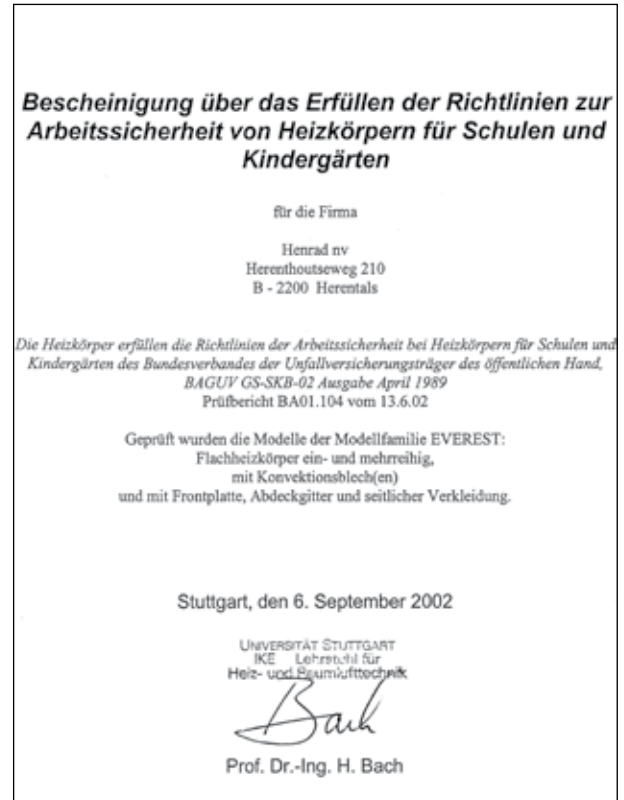 Bescheinigung über das Erfüllen der Richtlinien zur
Arbeitssicherheit von Heizkörpern für Schulen und
Kindergärten
für die Firma
Henrad nv
Herenthoutseweg 210
B - 2200 Herentals
Die Heizkörper erfüllen die Richtlinien der Arbeitssicherheit bei Heizkörpern für Schulen und
Kindergärten des Bundesverbandes der Unfallversicherungsträger des öffentlichen Hand,
BAGUV GS-SKB-02 Ausgabe April 1989
Prüfbericht BA01.104 vom 13.6.02
Geprüft wurden die Modelle der Modellfamilie EVEREST:
Flachheizkörper ein- und mehrreihig,
mit Konvektionsblech(en)
und mit Frontplatte, Abdeckgitter und seitlicher Verkleidung.
Stuttgart, den 6. September 2002
UNIVERSITÄT STUTTGART
IKE Lehrstuhl für
Heiz- und Raumlufttechnik
Bach
Prof. Dr.-Ing. H. Bach